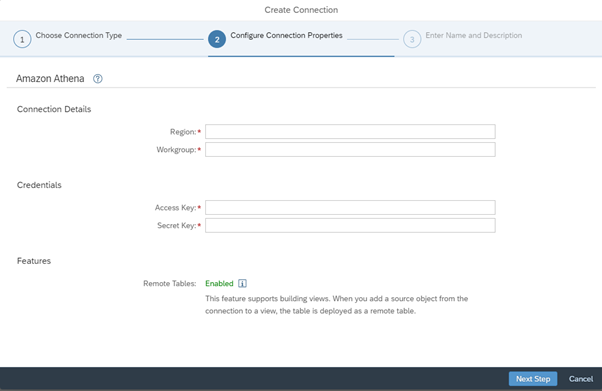 Create Connection
1 Choose Connection Type 2 Configure Connection Properties 3 Enter Name and Description
Amazon Athena ?
Connection Details
Region:*
Workgroup:*
Credentials
Access Key:*
Secret Key:*
Features
Remote Tables: Enabled i
This feature supports building views. When you add a source object from the
connection to a view, the table is deployed as a remote table.
Next Step Cancel